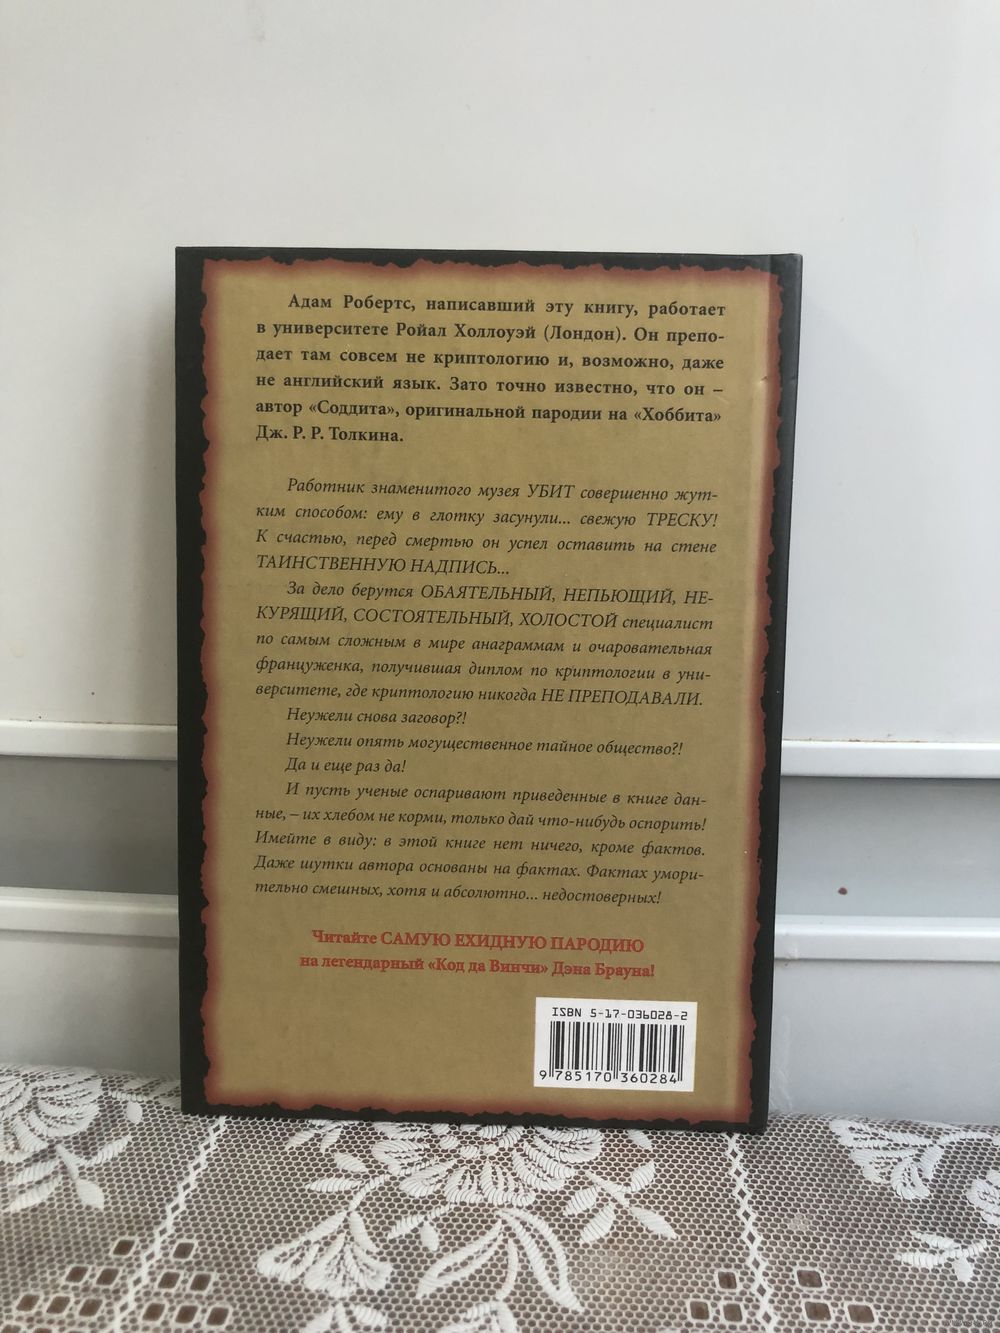 Адам Робертс, написавший эту книгу, работает
в университете Ройал Холлоуэй (Лондон). Он препо-
дает там совсем не криптологию и, возможно, даже
не английский язык. Зато точно известно, что он –
автор «Соддита», оригинальной пародии на «Хоббита»
Дж. Р. Р. Толкина.
Работник знаменитого музея УБИТ совершенно жут-
ким способом: ему в глотку засунули... свежую ТРЕСКУ!
К счастью, перед смертью он успел оставить на стене
ТАИНСТВЕННУЮ НАДПИСЬ...
За дело берутся ОБАЯТЕЛЬНЫЙ, НЕПЬЮЩИЙ, НЕ-
КУРЯЩИЙ, СОСТОЯТЕЛЬНЫЙ, ХОЛОСТОЙ специалист
по самым сложным в мире анаграммам и очаровательная
француженка, получившая диплом по криптологии в уни-
верситете, где криптологию никогда НЕ ПРЕПОДАВАЛИ.
Неужели снова заговор?!
Неужели опять могущественное тайное общество?!
Да и еще раз да!
И пусть ученые оспаривают приведенные в книге дан-
ные, – их хлебом не корми, только дай что-нибудь оспорить!
Имейте в виду: в этой книге нет ничего, кроме фактов.
Даже шутки автора основаны на фактах. Фактах умори-
тельно смешных, хотя и абсолютно... недостоверных!
Читайте САМУЮ ЕХИДНУЮ ПАРОДИЮ
на легендарный «Код да Винчи» Дэна Брауна!
ISBN 5-17-036028-2
9 785170 360284